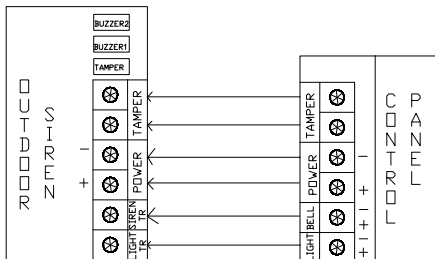 BUZZER2
BUZZER1
TAMPER
OUTDOOR
SIREN
TAMPER
-
POWER
+
SIREN
TR
LIGHT
TR
CONTROL
PANEL
TAMPER
POWER
-
+
BELL
-
+
LIGHT
-
+